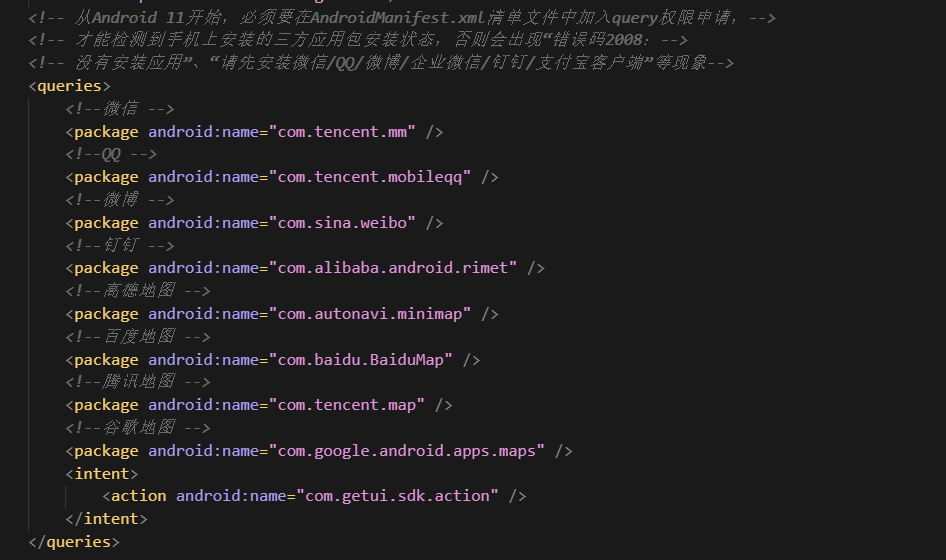 <!-- 从Android 11开始，必须要在AndroidManifest.xml清单文件中加入query权限申请，-->
<!-- 才能检测到手机上安装的三方应用包安装状态，否则会出现“错误码2008：-->
<!-- 没有安装应用”、“请先安装微信/QQ/微博/企业微信/钉钉/支付宝客户端”等现象-->
<queries>
<!--微信 -->
<package android:name="com.tencent.mm" />
<!--QQ -->
<package android:name="com.tencent.mobileqq" />
<!--微博 -->
<package android:name="com.sina.weibo" />
<!--钉钉 -->
<package android:name="com.alibaba.android.rimet" />
<!--高德地图 -->
<package android:name="com.autonavi.minimap" />
<!--百度地图 -->
<package android:name="com.baidu.BaiduMap" />
<!--腾讯地图 -->
<package android:name="com.tencent.map" />
<!--谷歌地图 -->
<package android:name="com.google.android.apps.maps" />
<intent>
<action android:name="com.getui.sdk.action" />
</intent>
</queries>